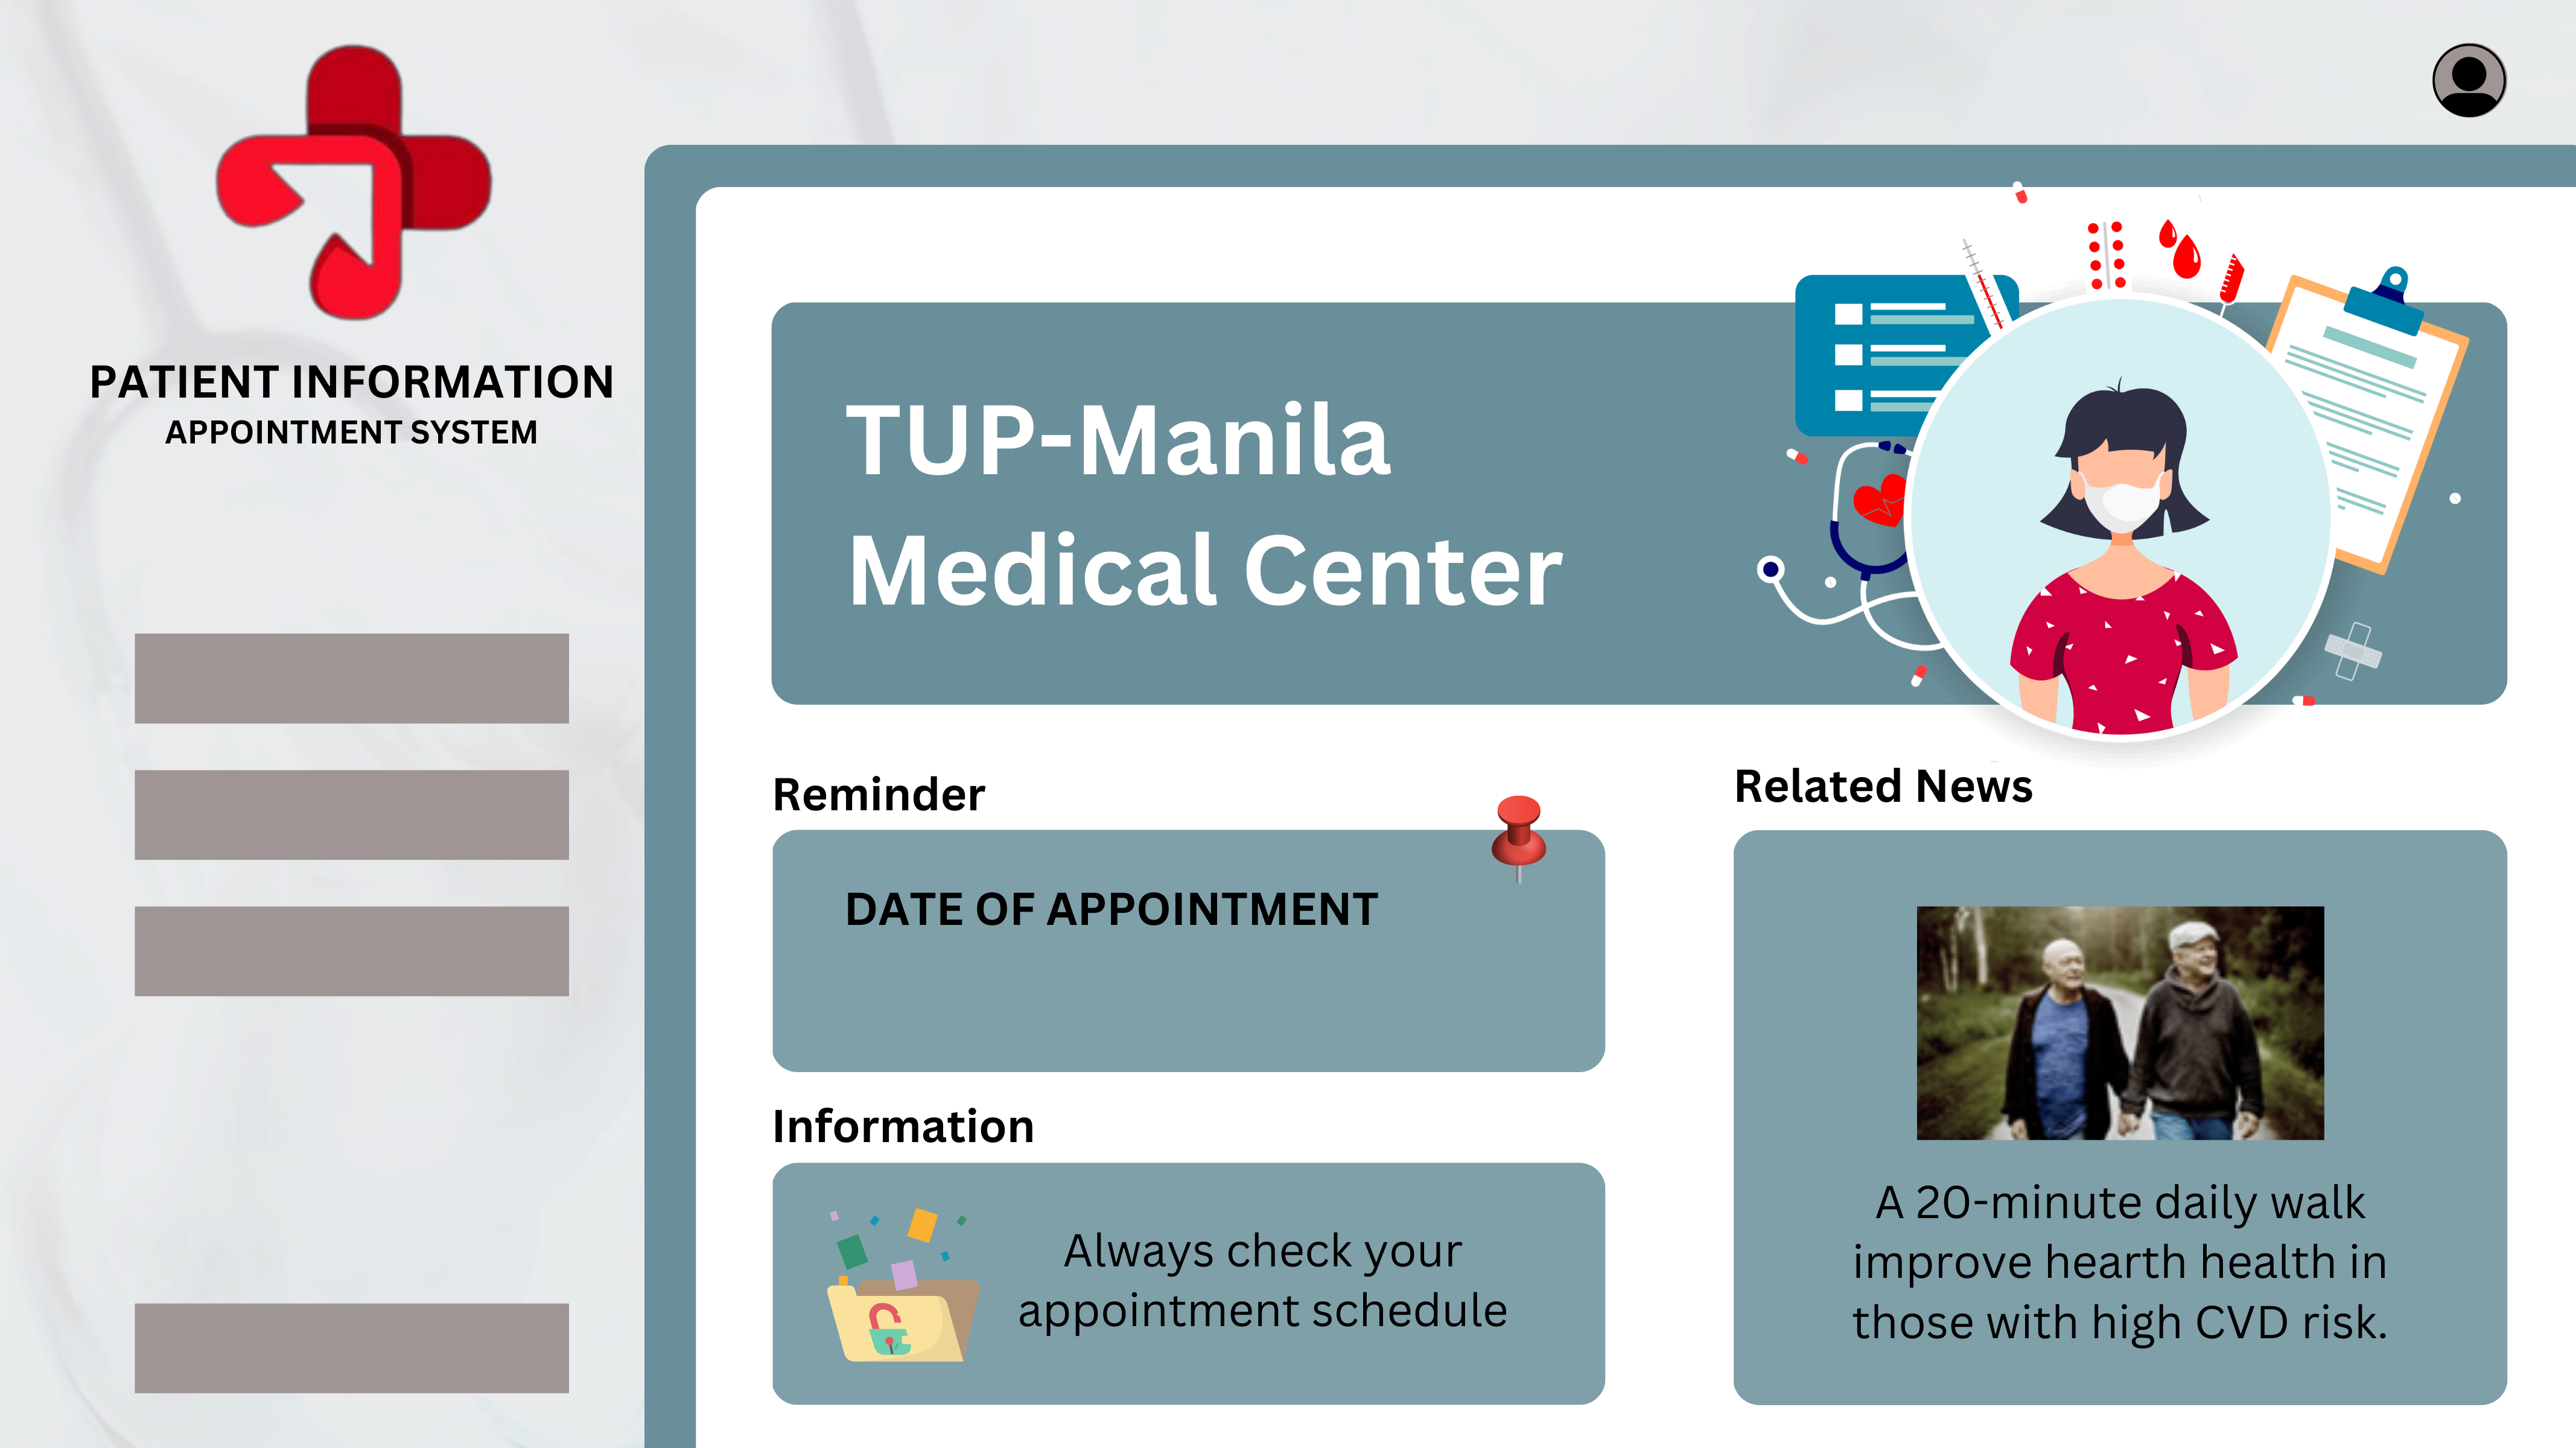 PATIENT INFORMATION
APPOINTMENT SYSTEM
TUP-Manila
Medical Center
Reminder
DATE OF APPOINTMENT
Information
Always check your
appointment schedule
Related News
A 20-minute daily walk
improve hearth health in
those with high CVD risk.